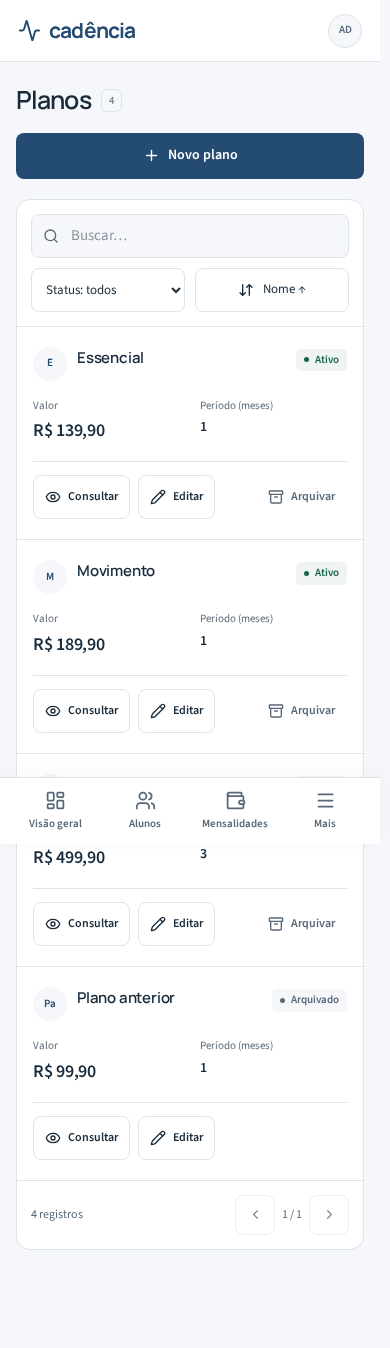 cadência
AD
Planos 4
Novo plano
Buscar...
Status: todos
Nome ↑
E
Essencial
Ativo
Valor
Período (meses)
R$ 139,90
1
Consultar
Editar
Arquivar
M
Movimento
Ativo
Valor
Período (meses)
R$ 189,90
1
Consultar
Editar
Arquivar
Visão geral
Alunos
Mensalidades
Mais
R$ 499,90
3
Consultar
Editar
Arquivar
Pa
Plano anterior
Arquivado
Valor
Período (meses)
R$ 99,90
1
Consultar
Editar
4 registros
1 / 1